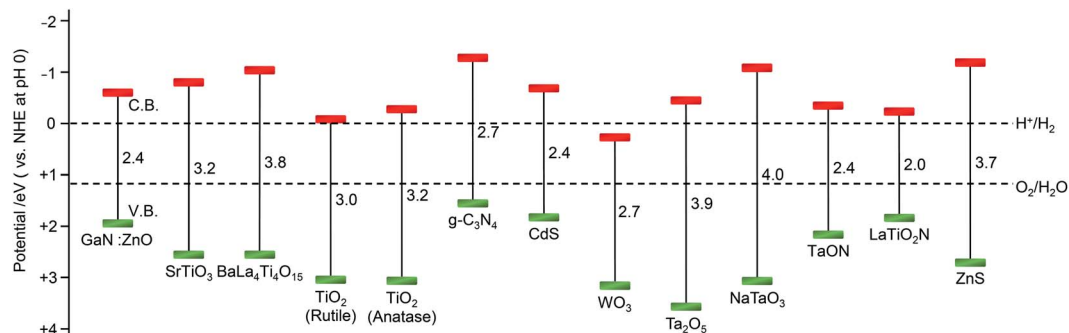 Potential /eV ( vs. NHE at pH 0)
−2
−1
0
+1
+2
+3
+4
C.B.
V.B.
2.4
GaN :ZnO
3.2
SrTiO3
3.8
BaLa4Ti4O15
3.0
TiO2
(Rutile)
3.2
TiO2
(Anatase)
2.7
g-C3N4
2.4
CdS
2.7
WO3
3.9
Ta2O5
4.0
NaTaO3
2.4
TaON
2.0
LaTiO2N
3.7
ZnS
H+/H2
O2/H2O